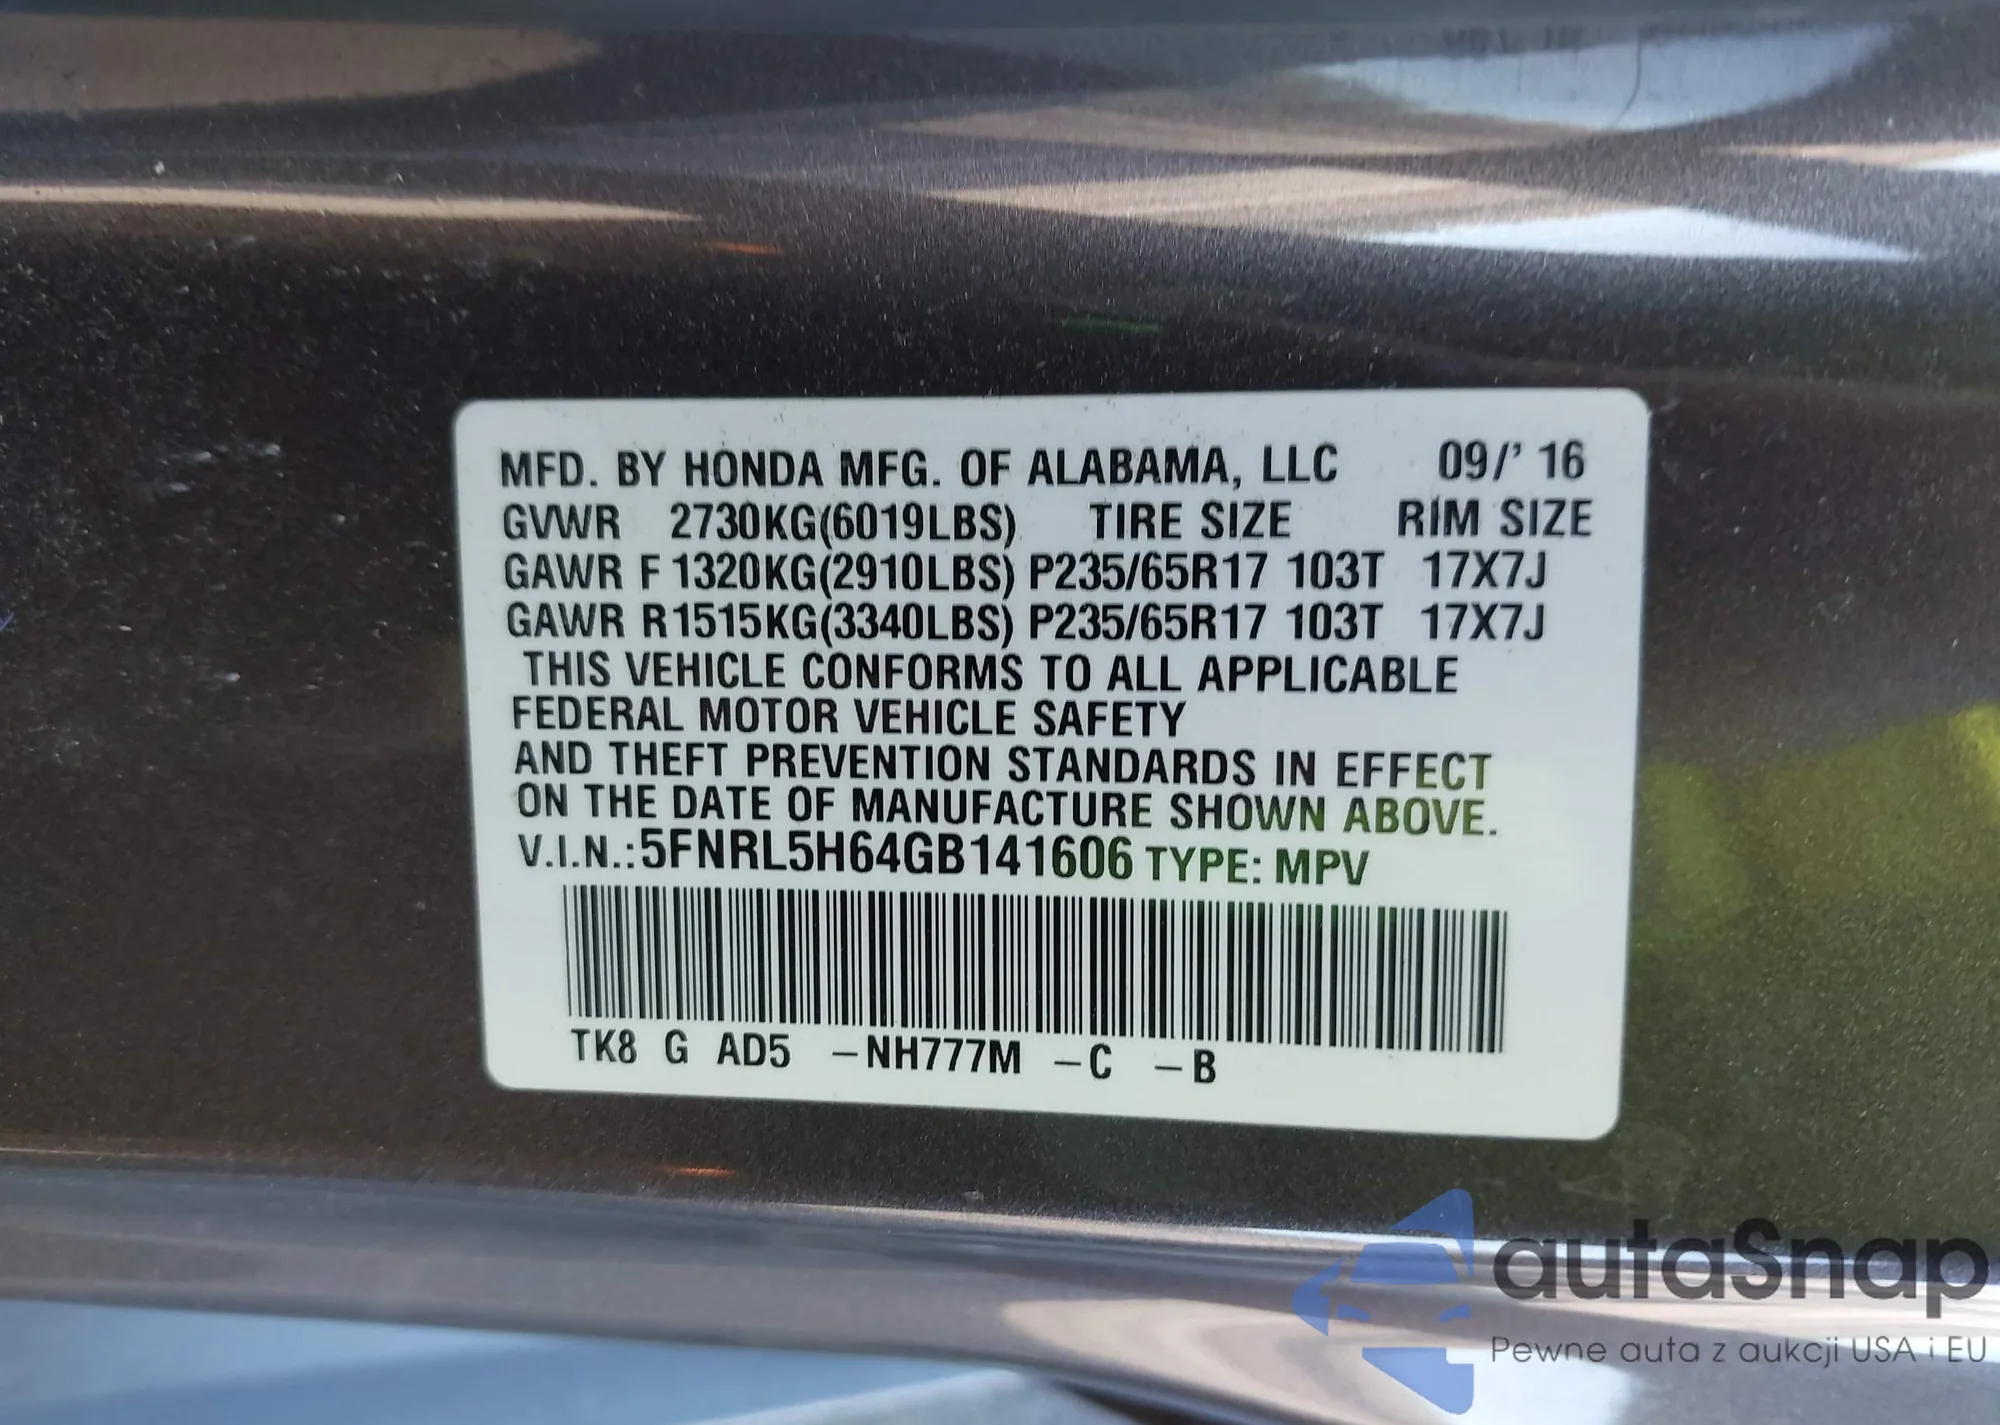 MFD. BY HONDA MFG. OF ALABAMA, LLC 09/' 16
GVWR 2730KG(6019LBS) TIRE SIZE RIM SIZE
GAWR F 1320KG(2910LBS) P235/65R17 103T 17X7J
GAWR R1515KG(3340LBS) P235/65R17 103T 17X7J
THIS VEHICLE CONFORMS TO ALL APPLICABLE
FEDERAL MOTOR VEHICLE SAFETY
AND THEFT PREVENTION STANDARDS IN EFFECT
ON THE DATE OF MANUFACTURE SHOWN ABOVE.
V.I.N.:5FNRL5H64GB141606 TYPE: MPV
TK8 G AD5 –NH777M –C –B
autaSnap
Pewne auta z aukcji USA i EU